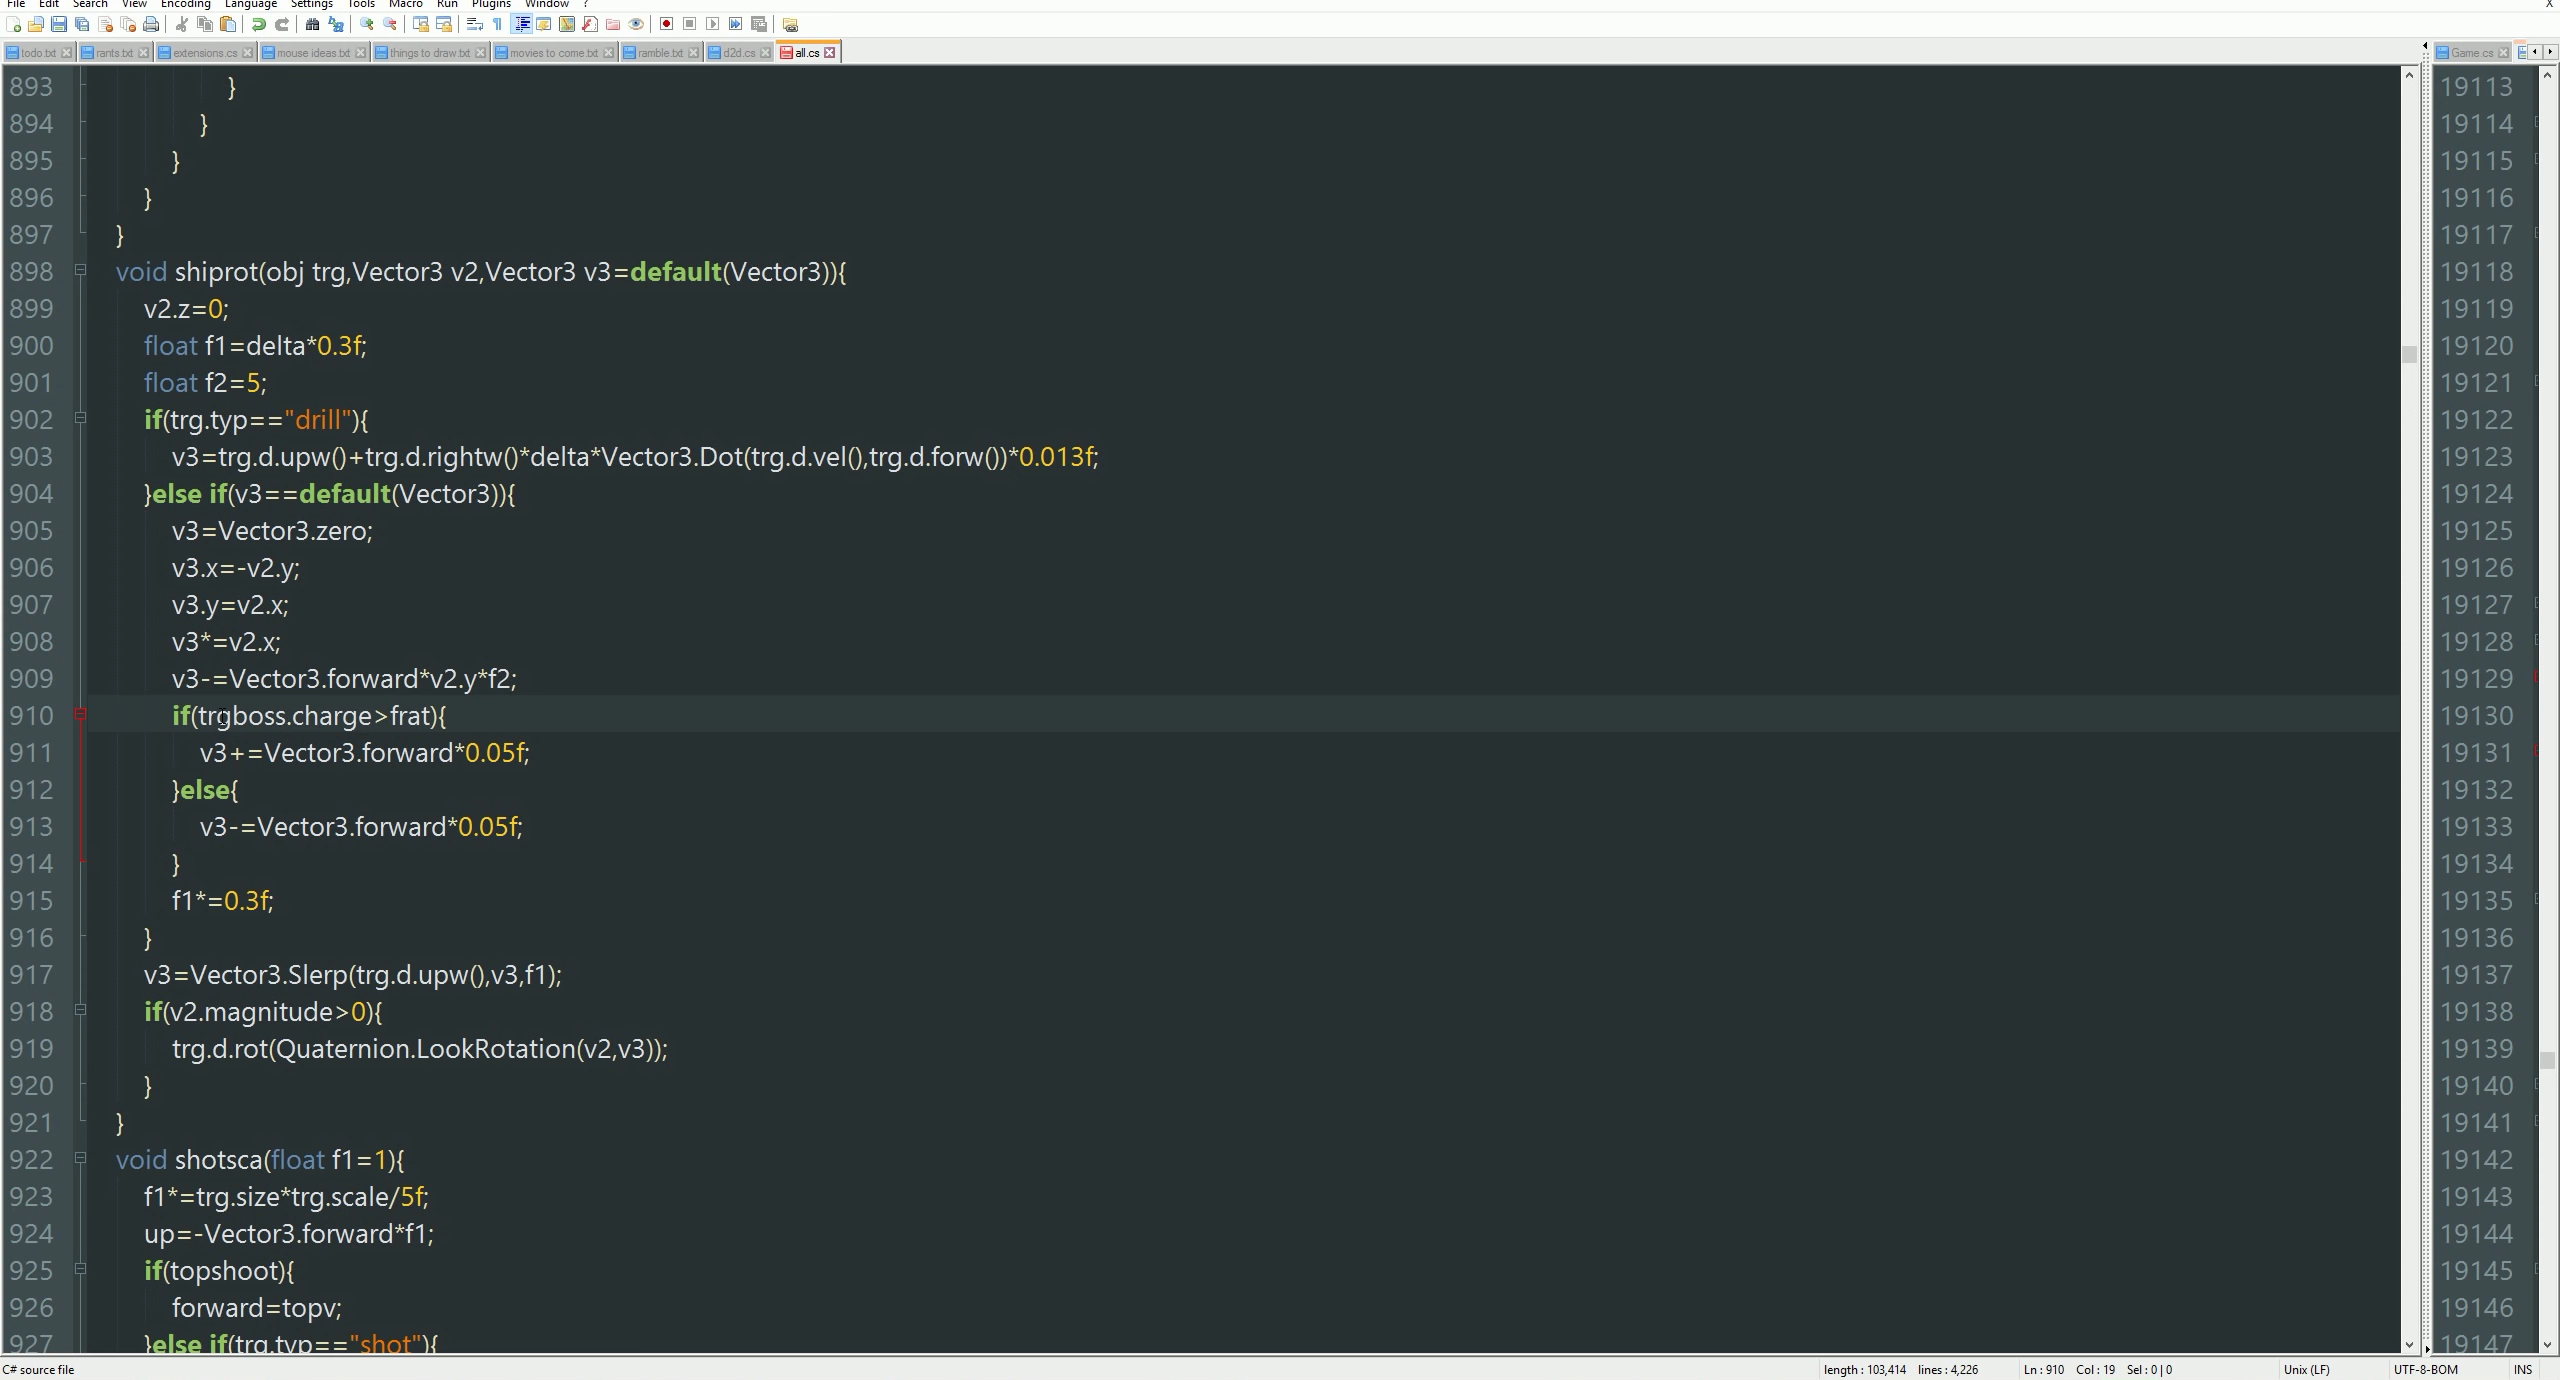 File Edit Search View Encoding Language Settings Tools Macro Run Plugins Window ? X
todo.txt rants.txt extensions.cs mouse ideas.txt things to draw.txt movies to come.txt ramble.txt d2d.cs all.cs Game.cs
893 }
894 }
895 }
896 }
897 }
898 void shiprot(obj trg,Vector3 v2,Vector3 v3=default(Vector3)){
899 v2.z=0;
900 float f1=delta*0.3f;
901 float f2=5;
902 if(trg.typ=="drill"){
903 v3=trg.d.upw()+trg.d.rightw()*delta*Vector3.Dot(trg.d.vel(),trg.d.forw())*0.013f;
904 }else if(v3==default(Vector3)){
905 v3=Vector3.zero;
906 v3.x=-v2.y;
907 v3.y=v2.x;
908 v3*=v2.x;
909 v3-=Vector3.forward*v2.y*f2;
910 if(trgboss.charge>frat){
911 v3+=Vector3.forward*0.05f;
912 }else{
913 v3-=Vector3.forward*0.05f;
914 }
915 f1*=0.3f;
916 }
917 v3=Vector3.Slerp(trg.d.upw(),v3,f1);
918 if(v2.magnitude>0){
919 trg.d.rot(Quaternion.LookRotation(v2,v3));
920 }
921 }
922 void shotsca(float f1=1){
923 f1*=trg.size*trg.scale/5f;
924 up=-Vector3.forward*f1;
925 if(topshoot){
926 forward=topv;
927 }else if(trg.typ=="shot"){
19113
19114
19115
19116
19117
19118
19119
19120
19121
19122
19123
19124
19125
19126
19127
19128
19129
19130
19131
19132
19133
19134
19135
19136
19137
19138
19139
19140
19141
19142
19143
19144
19145
19146
19147
C# source file length : 103,414 lines : 4,226 Ln : 910 Col : 19 Sel : 0 | 0 Unix (LF) UTF-8-BOM INS